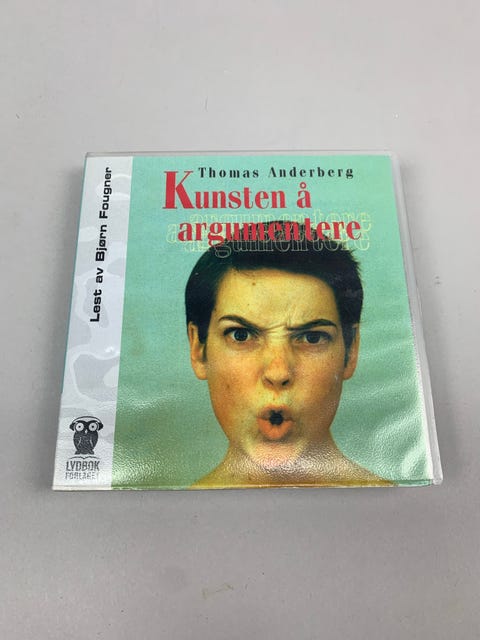 Thomas Anderberg
Kunsten å
argumentere
Lest av Bjørn Fougner
LYDBOK
FORLAGET